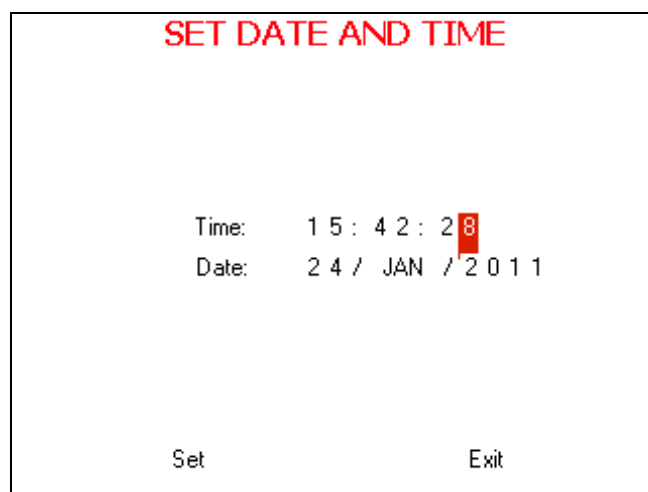 SET DATE AND TIME
Time: 15: 42: 28
Date: 24/ JAN /2011
Set Exit